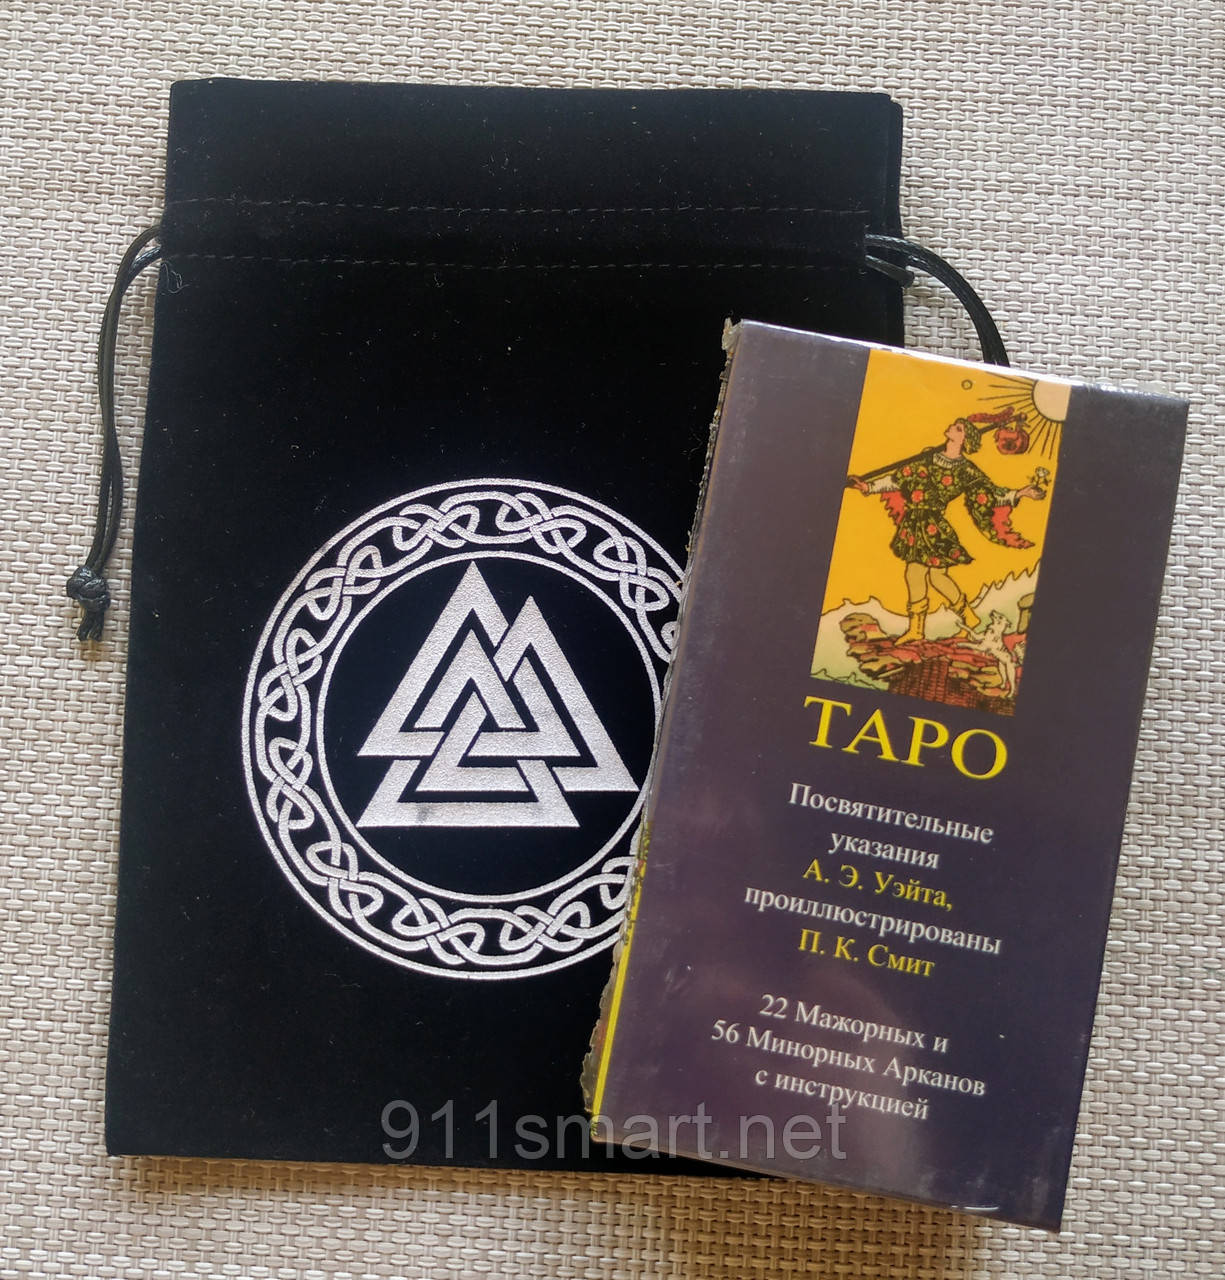 ТАРО
Посвятительные
указания
А. Э. Уэйта,
проиллюстрированы
П. К. Смит
22 Мажорных и
56 Минорных Арканов
с инструкцией
911smart.net